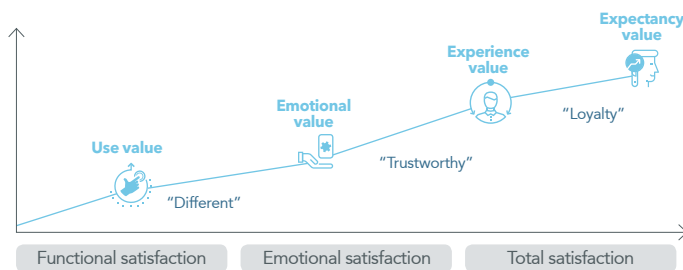 Expectancy
value
Experience
value
Emotional
value
Use value
“Loyalty”
“Trustworthy”
“Different”
Functional satisfaction
Emotional satisfaction
Total satisfaction